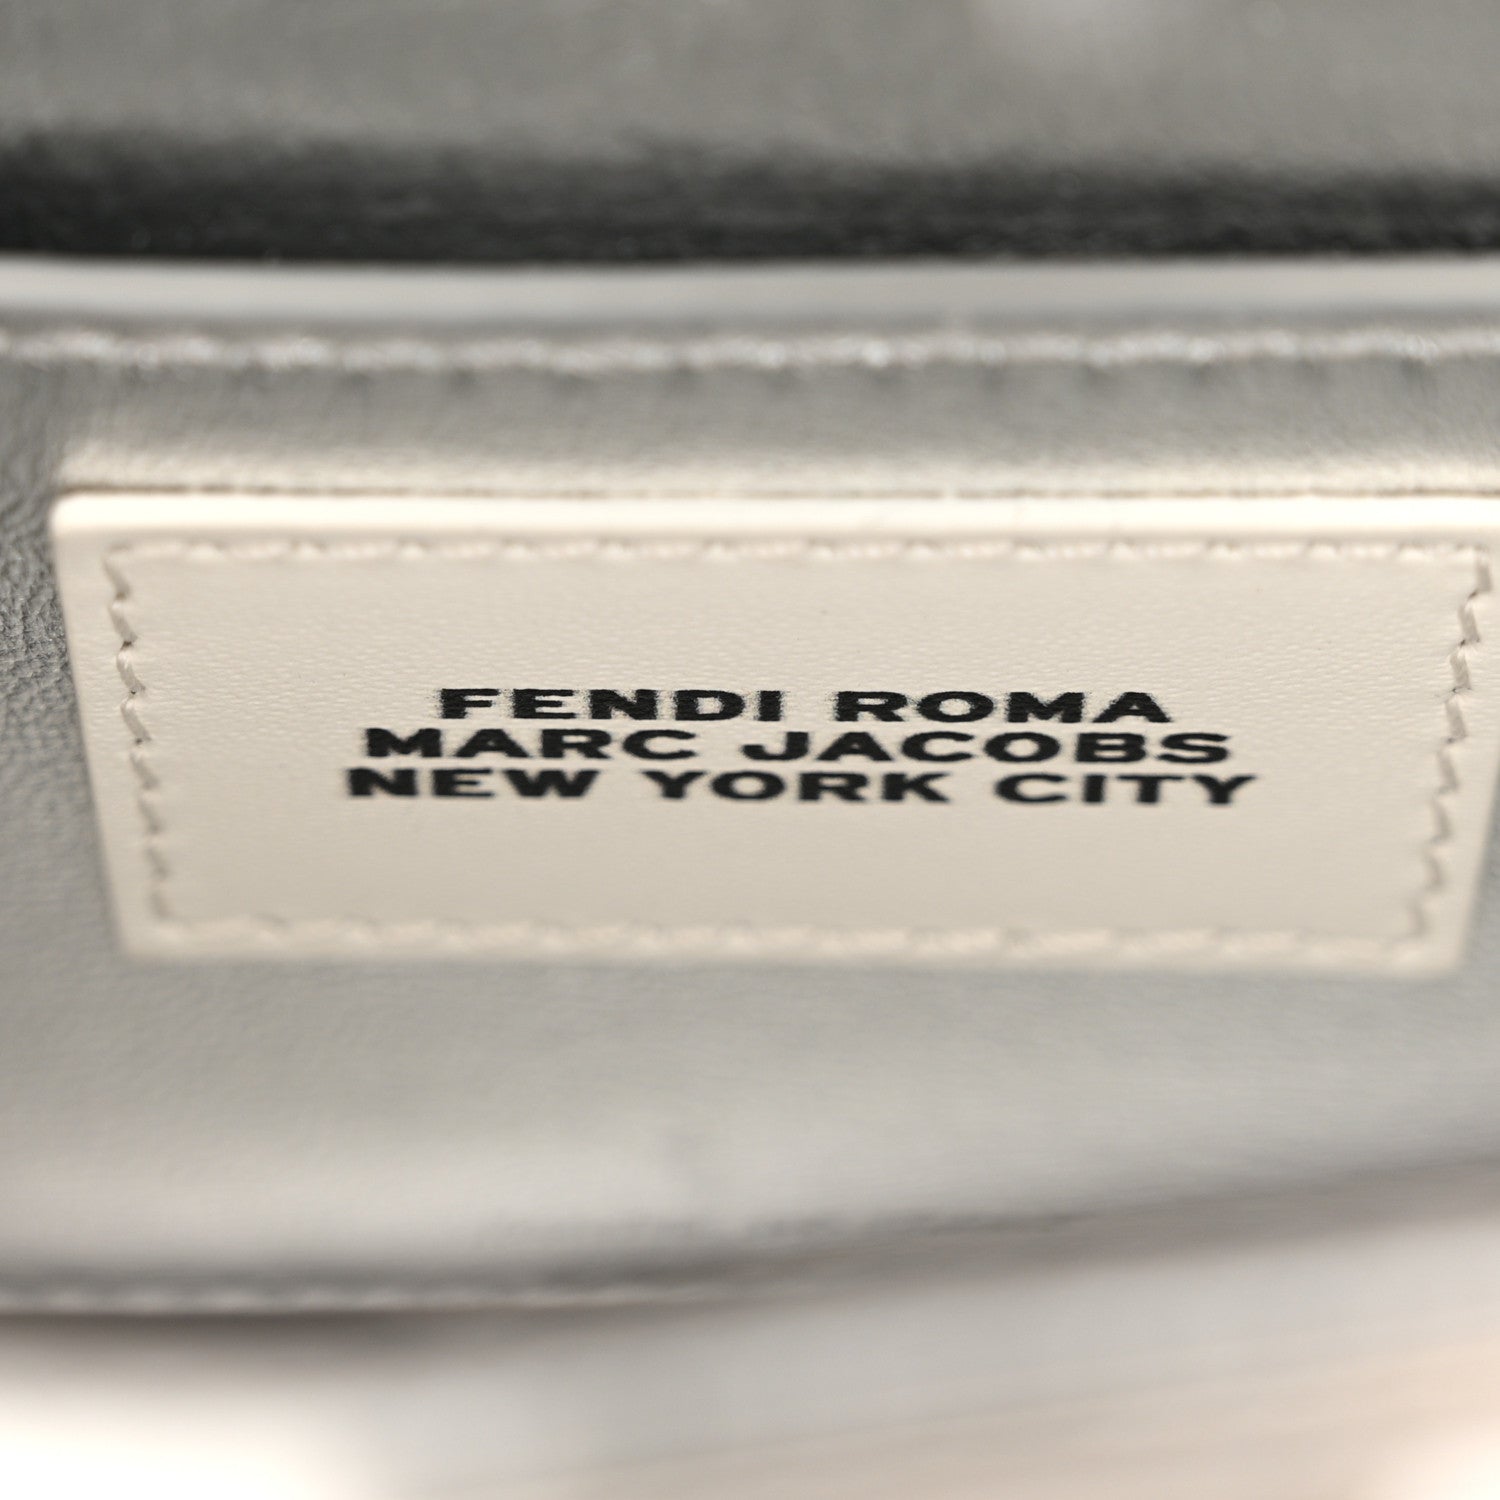 FENDI ROMA
MARC JACOBS
NEW YORK CITY